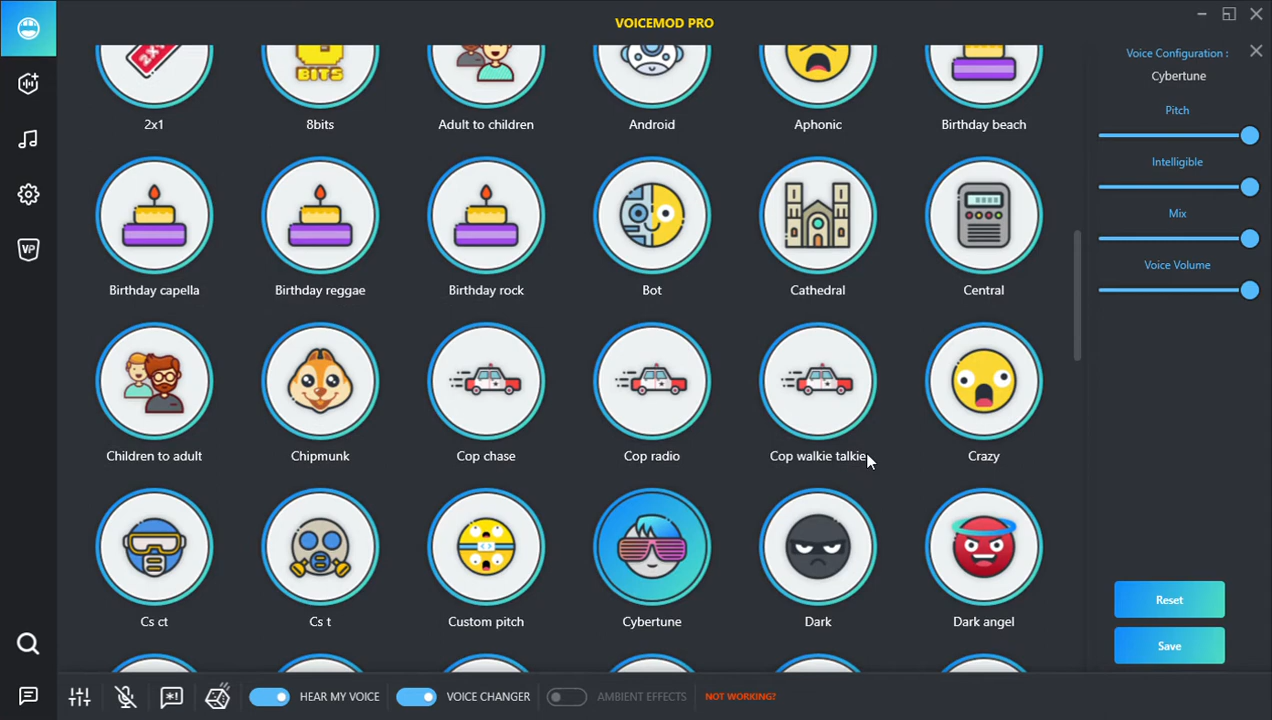 VOICEMOD PRO
Voice Configuration :
Cybertune
2X1
BITS
2x1
8bits
Adult to children
Android
Aphonic
Birthday beach
Pitch
Intelligible
Mix
Voice Volume
Birthday capella
Birthday reggae
Birthday rock
Bot
Cathedral
Central
Children to adult
Chipmunk
Cop chase
Cop radio
Cop walkie talkie
Crazy
Cs ct
Cs t
Custom pitch
Cybertune
Dark
Dark angel
Reset
Save
VP
*!
HEAR MY VOICE
VOICE CHANGER
AMBIENT EFFECTS
NOT WORKING?